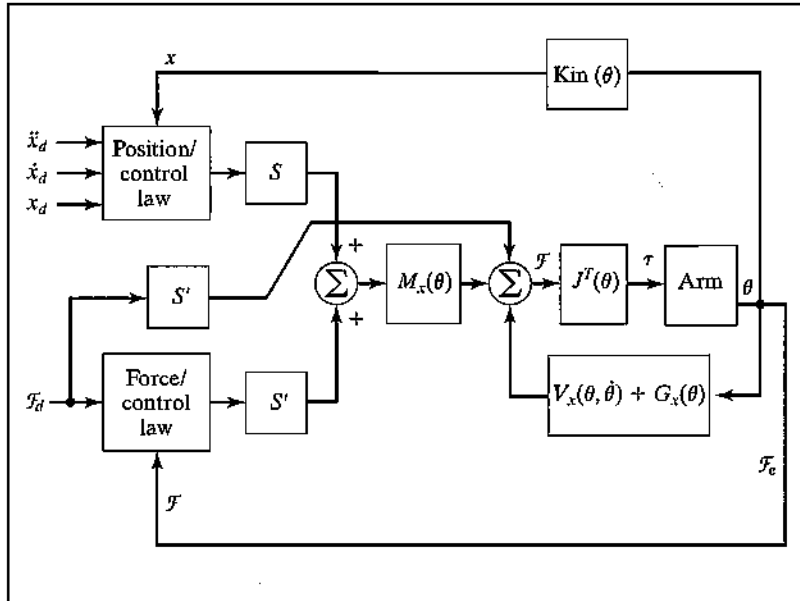 x
Kin (θ)
ẍ_d
ẋ_d
x_d
Position/
control
law
S
+
Σ
+
M_x(θ)
Σ
ℱ
J^T(θ)
τ
Arm
θ
S'
ℱ_d
Force/
control
law
S'
V_x(θ, θ̇) + G_x(θ)
ℱ_e
ℱ